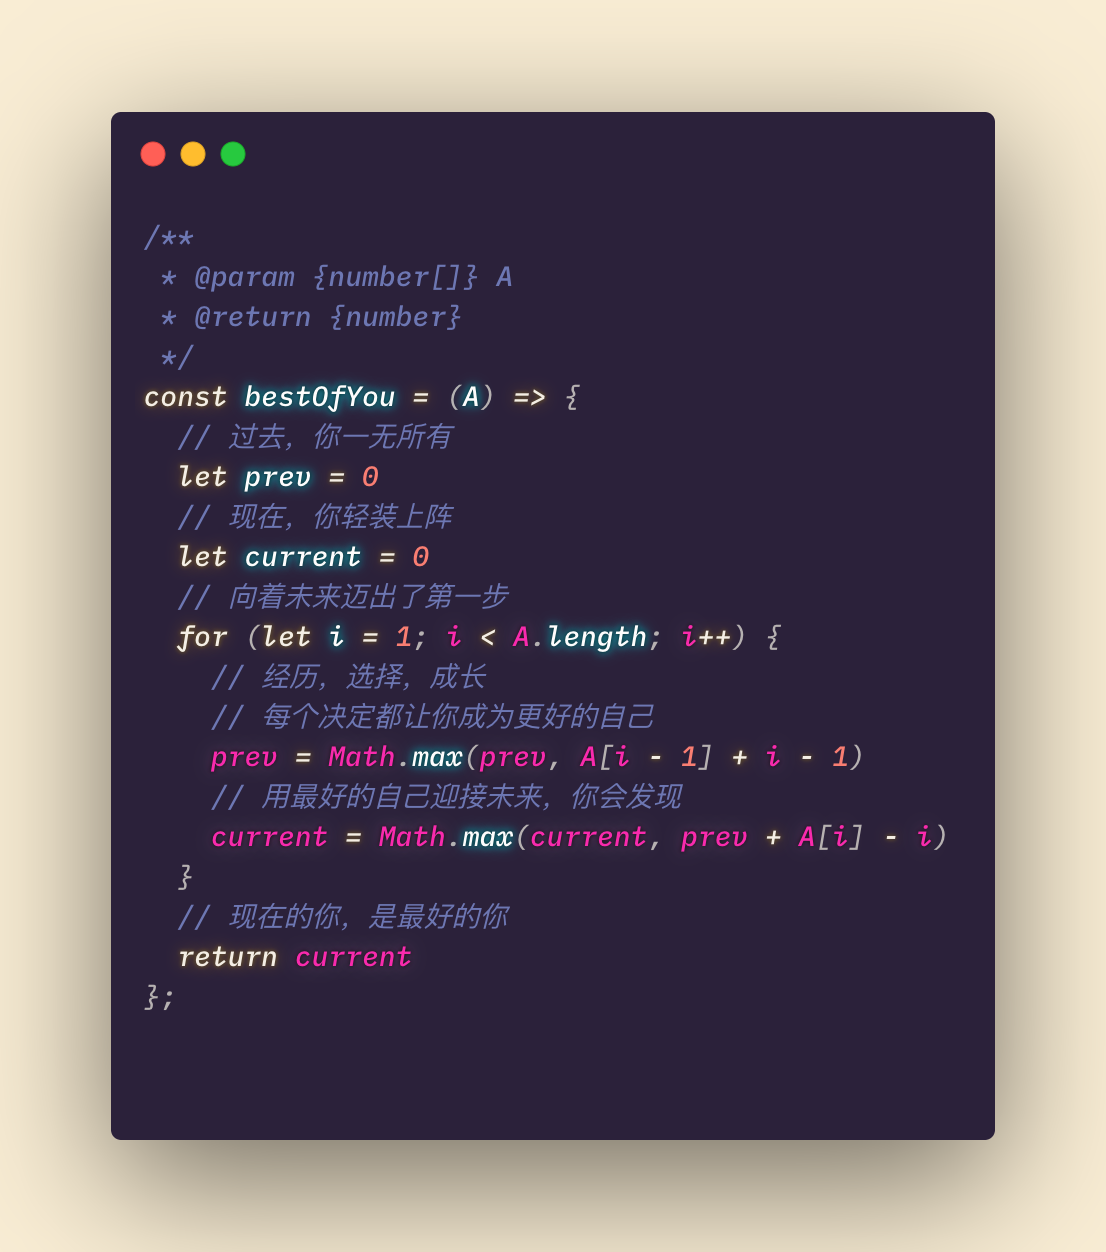 /**
 * @param {number[]} A
 * @return {number}
 */
const bestOfYou = (A) => {
  // 过去，你一无所有
  let prev = 0
  // 现在，你轻装上阵
  let current = 0
  // 向着未来迈出了第一步
  for (let i = 1; i < A.length; i++) {
    // 经历，选择，成长
    // 每个决定都让你成为更好的自己
    prev = Math.max(prev, A[i - 1] + i - 1)
    // 用最好的自己迎接未来，你会发现
    current = Math.max(current, prev + A[i] - i)
  }
  // 现在的你，是最好的你
  return current
};